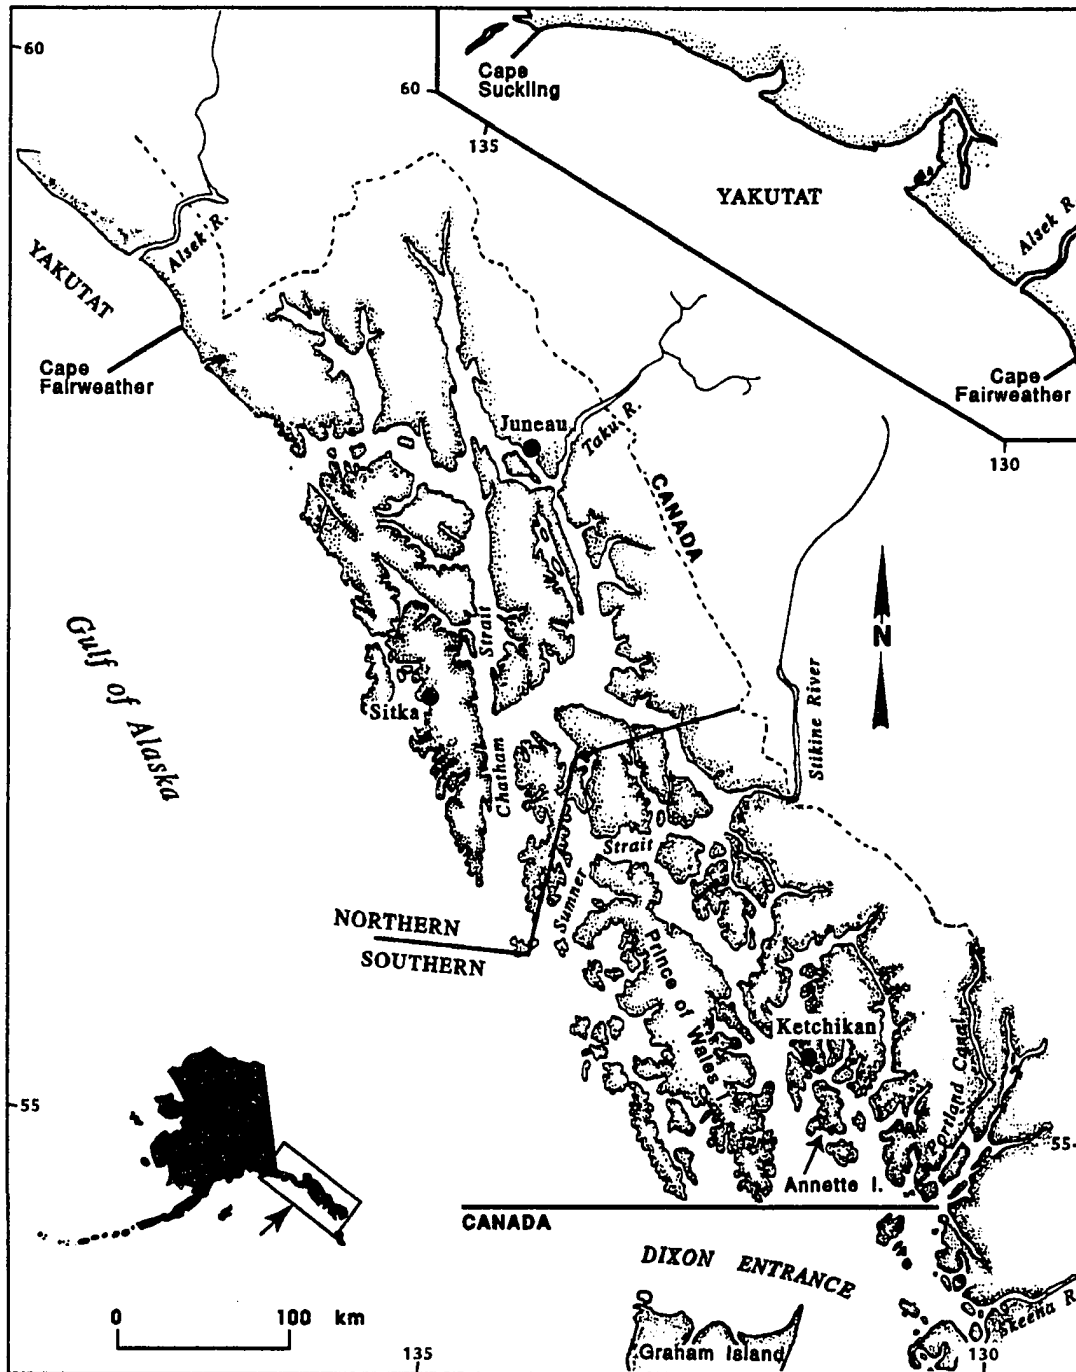 60
Cape
Suckling
60
135
YAKUTAT
Alsek R.
Alsek R.
YAKUTAT
Cape
Fairweather
Cape
Fairweather
130
Juneau
Taku R.
CANADA
Gulf of Alaska
N
Strait
Sitka
Chatham
Stikine River
Strait
Sumner
NORTHERN
SOUTHERN
Prince of Wales I.
Ketchikan
Portland Canal
55
55
Annette I.
CANADA
DIXON ENTRANCE
0 100 km
Skeena R.
Graham Island
135
130